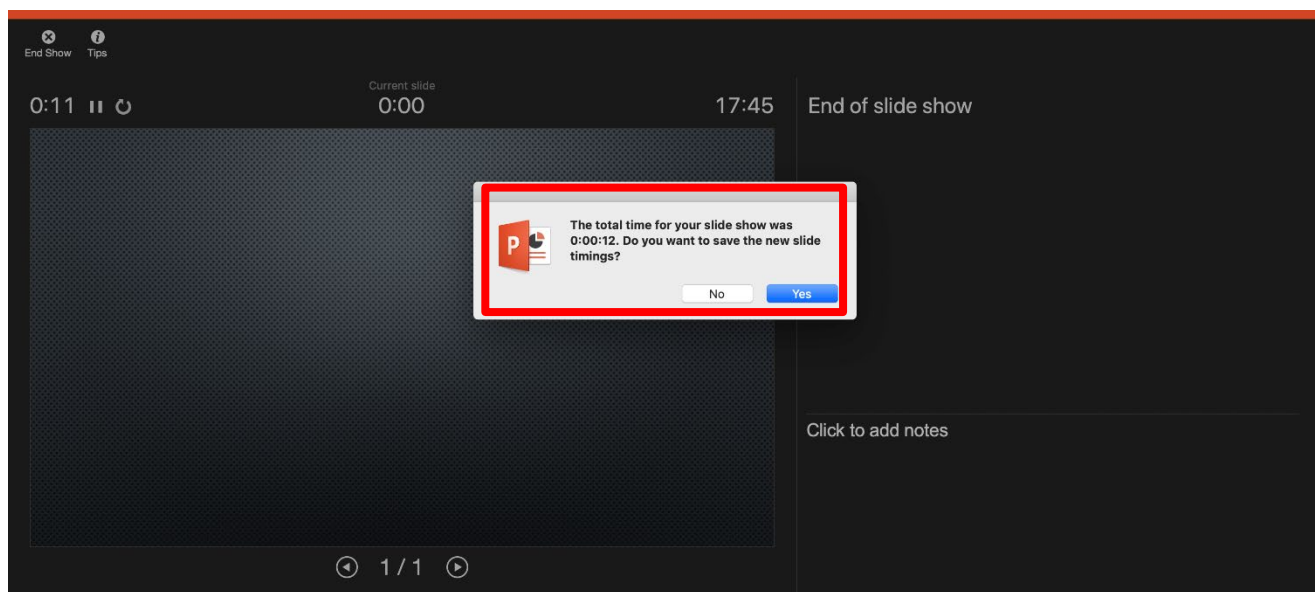 End Show Tips
Current slide
0:11 0:00 17:45
End of slide show
P
The total time for your slide show was
0:00:12. Do you want to save the new slide
timings?
No Yes
Click to add notes
1 / 1